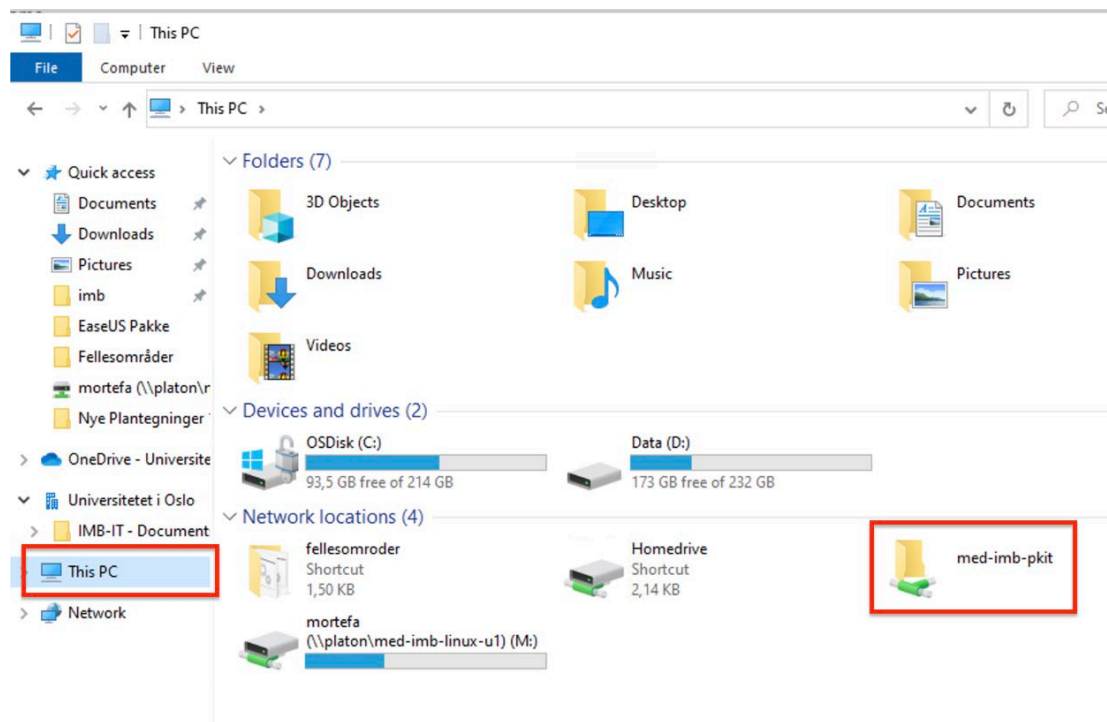 This PC
File Computer View
This PC
Quick access
Documents
Downloads
Pictures
imb
EaseUS Pakke
Fellesområder
mortefa (\\platon\
Nye Plantegninger
OneDrive - Universite
Universitetet i Oslo
IMB-IT - Document
This PC
Network
Folders (7)
3D Objects
Desktop
Documents
Downloads
Music
Pictures
Videos
Devices and drives (2)
OSDisk (C:)
93,5 GB free of 214 GB
Data (D:)
173 GB free of 232 GB
Network locations (4)
fellesomroder
Shortcut
1,50 KB
Homedrive
Shortcut
2,14 KB
med-imb-pkit
mortefa
(\\platon\med-imb-linux-u1) (M:)